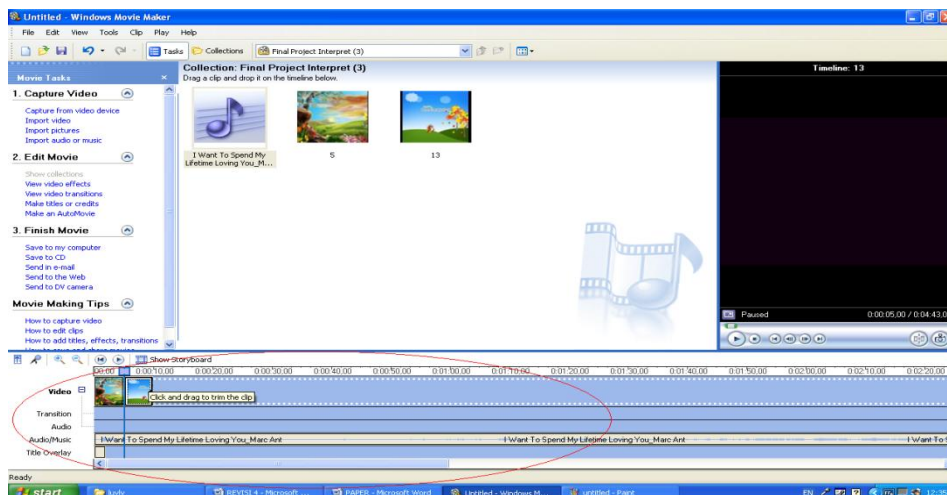 Untitled - Windows Movie Maker
File Edit View Tools Clip Play Help
Tasks Collections Final Project Interpret (3)
Movie Tasks
1. Capture Video
Capture from video device
Import video
Import pictures
Import audio or music
2. Edit Movie
Show collections
View video effects
View video transitions
Make titles or credits
Make an AutoMovie
3. Finish Movie
Save to my computer
Save to CD
Send in e-mail
Send to the Web
Send to DV camera
Movie Making Tips
How to capture video
How to edit clips
How to add titles, effects, transitions
Collection: Final Project Interpret (3)
Drag a clip and drop it on the timeline below.
I Want To Spend My
Lifetime Loving You_M...
5
13
Timeline: 13
Paused 0:00:05,00 / 0:04:43,0
Show Storyboard
00:00 0:00:10,00 0:00:20,00 0:00:30,00 0:00:40,00 0:00:50,00 0:01:00,00 0:01:10,00 0:01:20,00 0:01:30,00 0:01:40,00 0:01:50,00 0:02:00,00 0:02:10,00 0:02:20,00
Video
Click and drag to trim the clip
Transition
Audio
Audio/Music I Want To Spend My Lifetime Loving You_Marc Ant I Want To Spend My Lifetime Loving You_Marc Ant I Want To S
Title Overlay
Ready
start REVISI 4 - Microsoft ... PAPER - Microsoft Word Untitled - Windows M... untitled - Paint EN